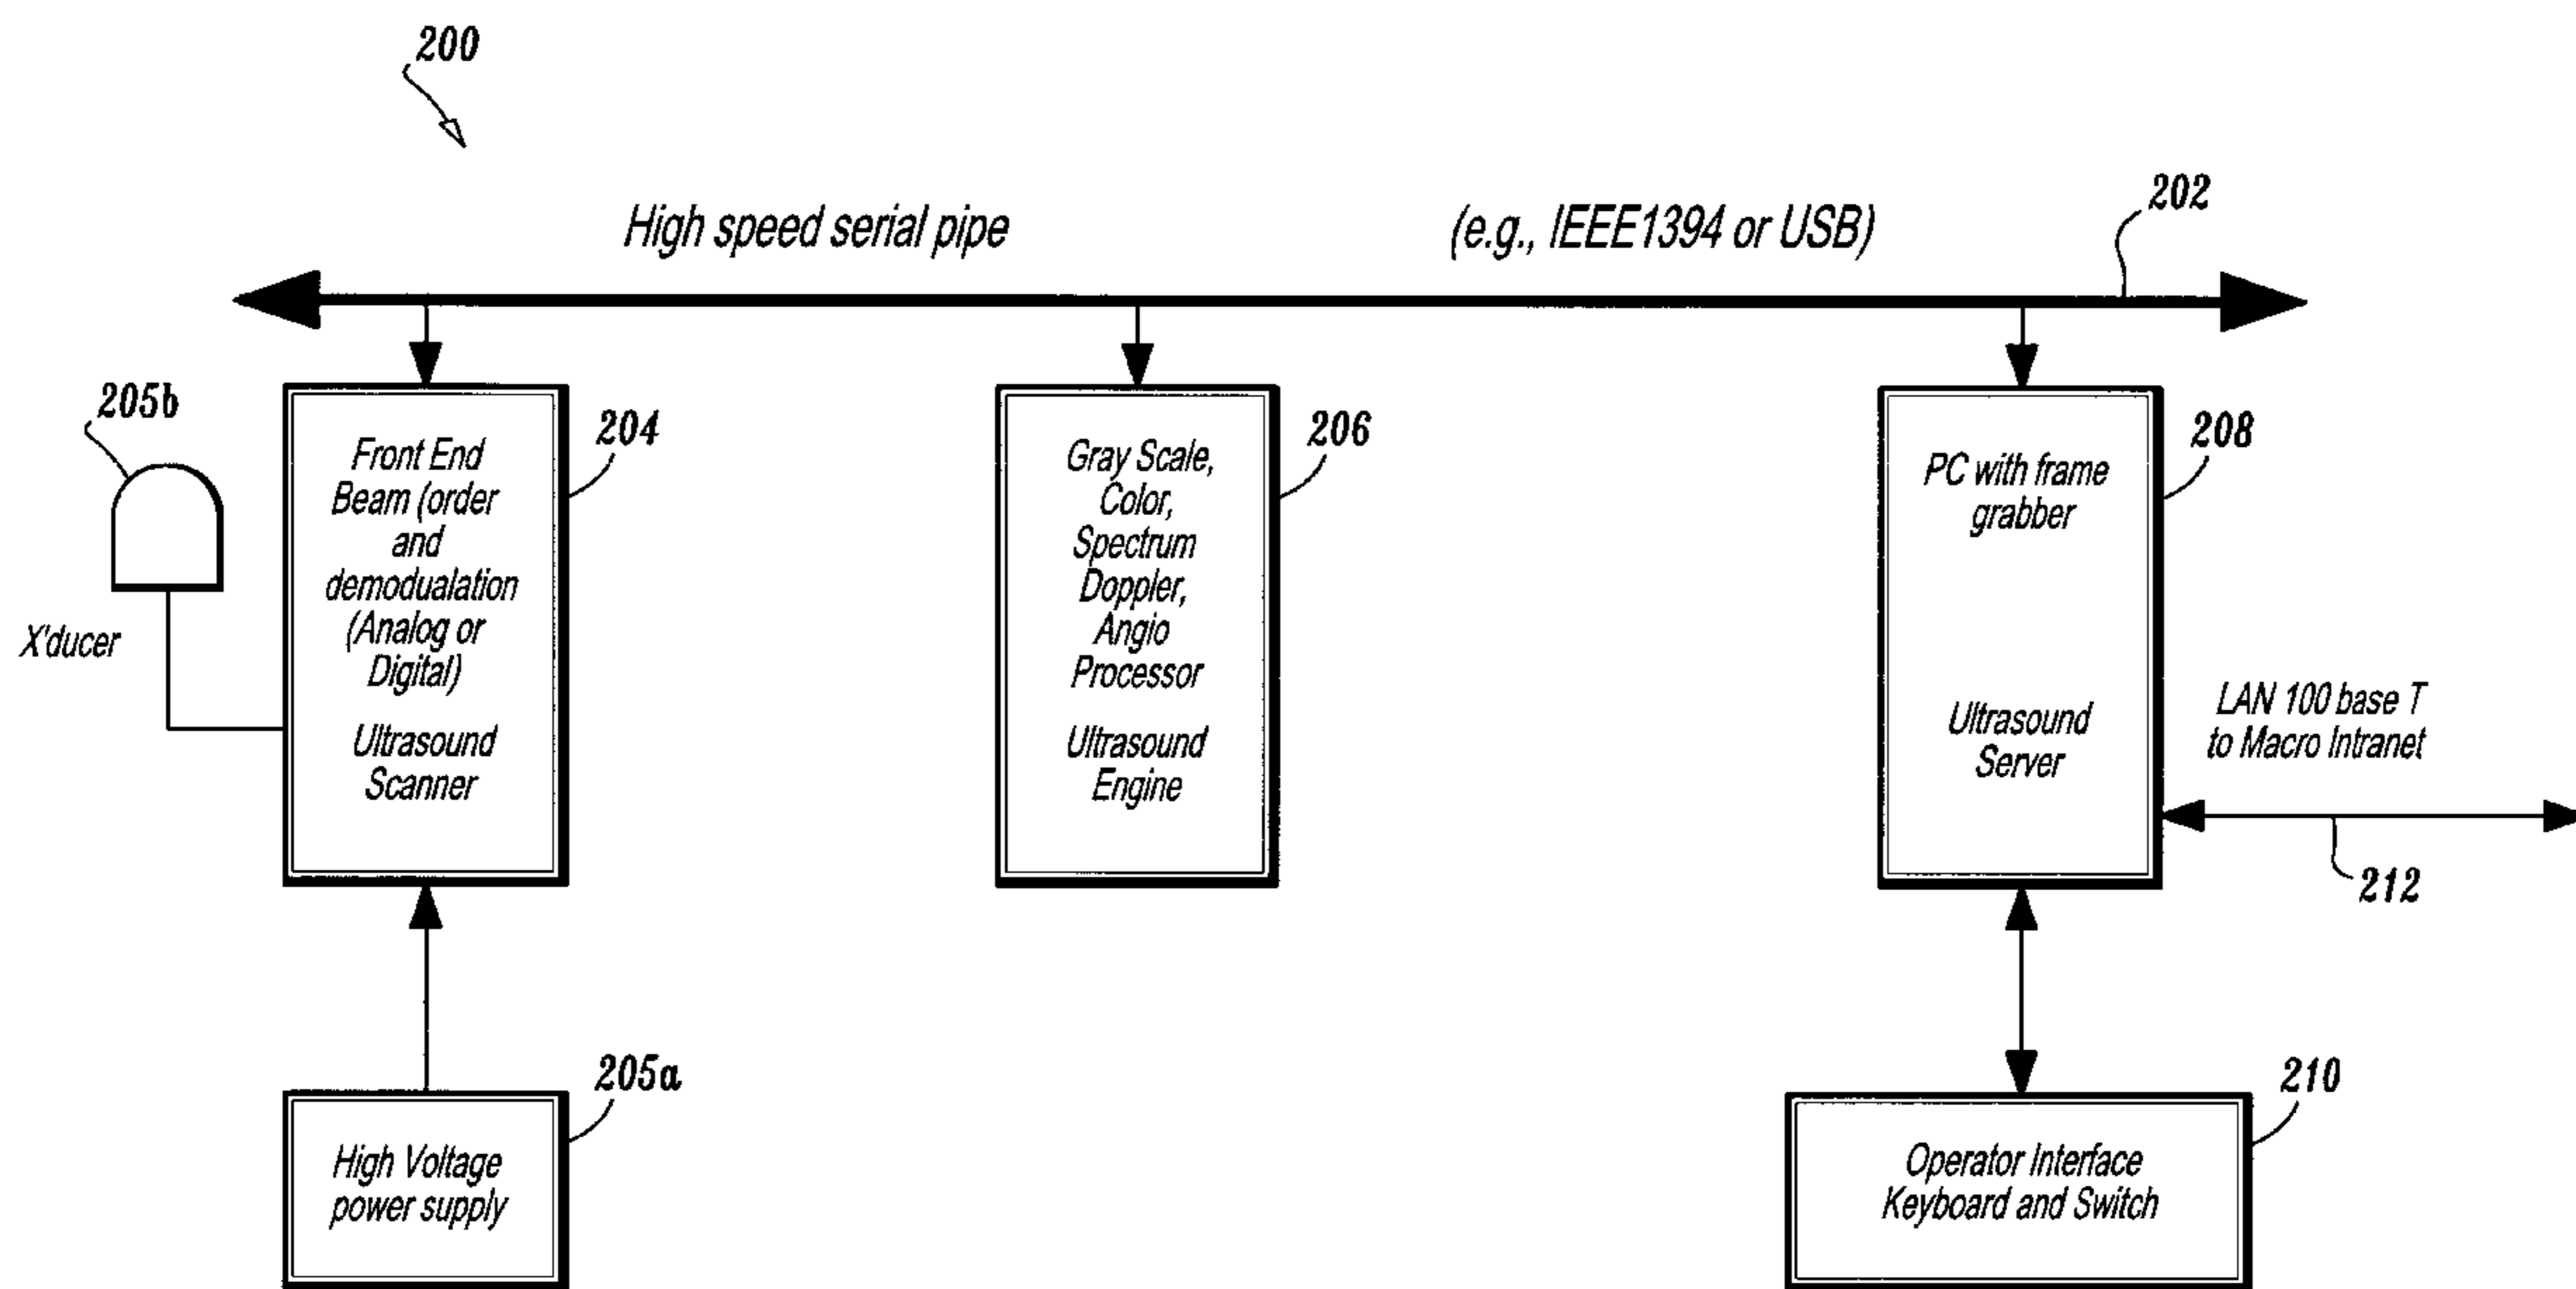 200
High speed serial pipe (e.g., IEEE1394 or USB)
202
205b
X'ducer
Front End
Beam (order
and
demodualation
(Analog or
Digital)
Ultrasound
Scanner
204
Gray Scale,
Color,
Spectrum
Doppler,
Angio
Processor
Ultrasound
Engine
206
PC with frame
grabber
Ultrasound
Server
208
LAN 100 base T
to Macro Intranet
212
High Voltage
power supply
205a
Operator Interface
Keyboard and Switch
210